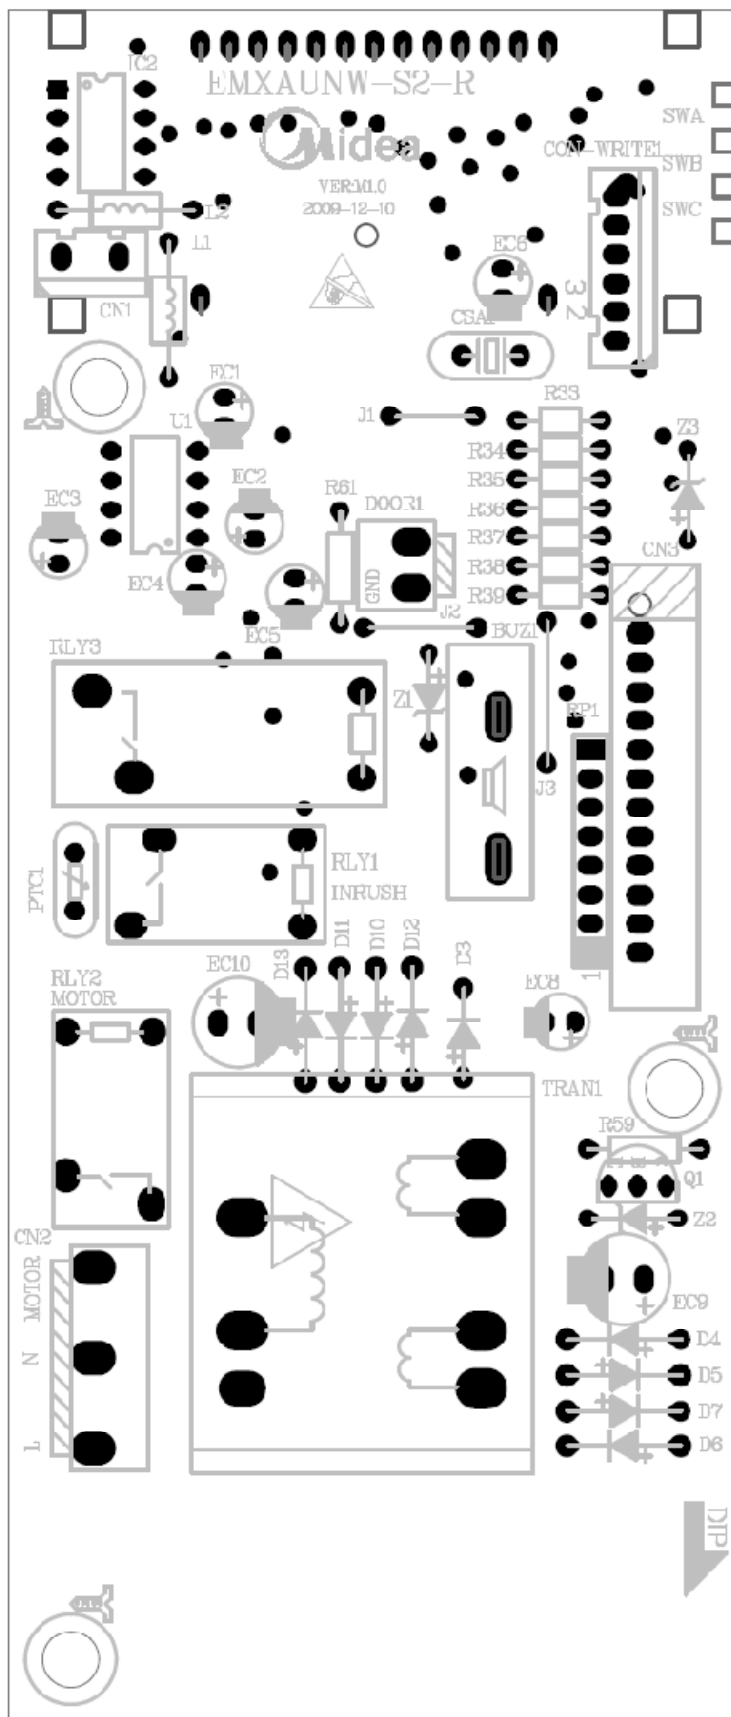 IC2
EMXAUNW-S2-R
SWA
Midea
CON-WRITE1
SWB
VER:M1.0
SWC
2009-12-10
L2
L1
EC6
3 2
CN1
CSA1
EC1
R33
J1
U1
R34
Z3
EC2
R61
DOOR1
R35
EC3
R36
R37
CN3
EC4
GND
R38
R39
J2
EC5
BUZ1
RLY3
Z1
RP1
J3
PTC1
RLY1
INRUSH
D13
D11
D10
D12
D3
EC10
1
RLY2
MOTOR
EC8
TRAN1
R59
Q1
Z2
CN2
MOTOR
EC9
D4
N
D5
D7
L
D6
DIP